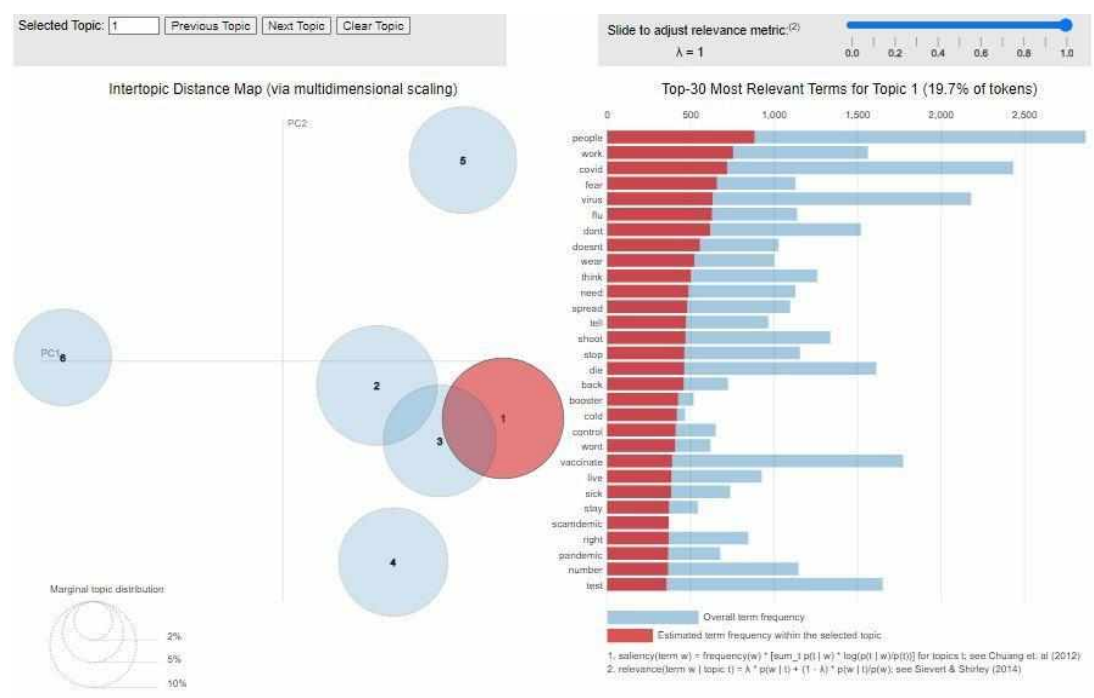 Selected Topic: 1 Previous Topic Next Topic Clear Topic
Slide to adjust relevance metric:(2)
λ = 1
0.0 0.2 0.4 0.6 0.8 1.0
Intertopic Distance Map (via multidimensional scaling)
PC2
PC1
5
6
2
1
3
4
Marginal topic distribution
2%
5%
10%
Top-30 Most Relevant Terms for Topic 1 (19.7% of tokens)
0 500 1,000 1,500 2,000 2,500
people
work
covid
fear
virus
flu
dont
doesnt
wear
think
need
spread
tell
shoot
stop
die
back
booster
cold
control
word
vaccinate
live
sick
stay
scamdemic
right
pandemic
number
test
Overall term frequency
Estimated term frequency within the selected topic
1. saliency(term w) = frequency(w) * [sum_t p(t | w) * log(p(t | w)/p(t))] for topics t; see Chuang et. al (2012)
2. relevance(term w | topic t) = λ * p(w | t) + (1 - λ) * p(w | t)/p(w); see Sievert & Shirley (2014)